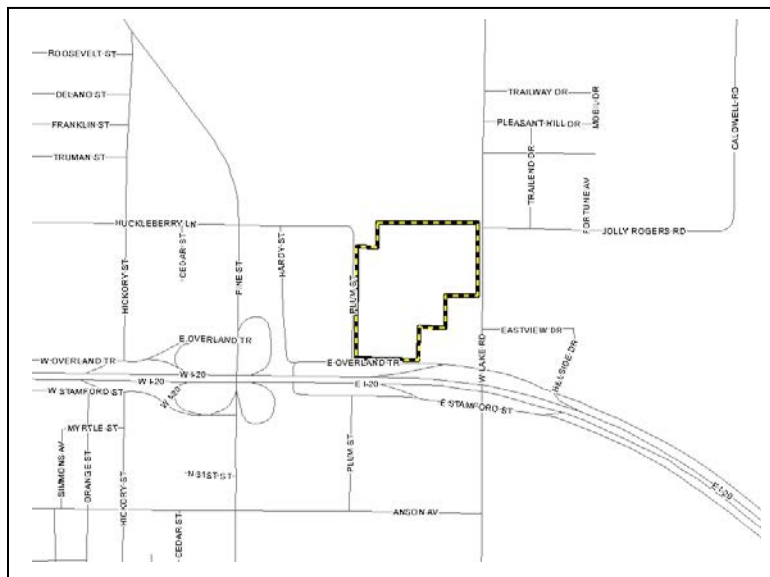 ROOSEVELT ST
DELANO ST
FRANKLIN ST
TRUMAN ST
TRAILWAY DR
PLEASANT HILL DR
MOBIL DR
CALDWELL RD
TRAILEND DR
FORTUNE AV
HUCKLEBERRY LN
JOLLY ROGERS RD
HICKORY ST
CEDAR ST
PINE ST
HARDY ST
PLUM ST
W LAKE RD
EASTVIEW DR
HILLSIDE DR
E OVERLAND TR
W OVERLAND TR
E OVERLAND TR
W I-20
W I-20
E I-20
W STAMFORD ST
E STAMFORD ST
MYRTLE ST
SIMMONS AV
ORANGE ST
HICKORY ST
N 31ST ST
PLUM ST
E I-20
CEDAR ST
ANSON AV